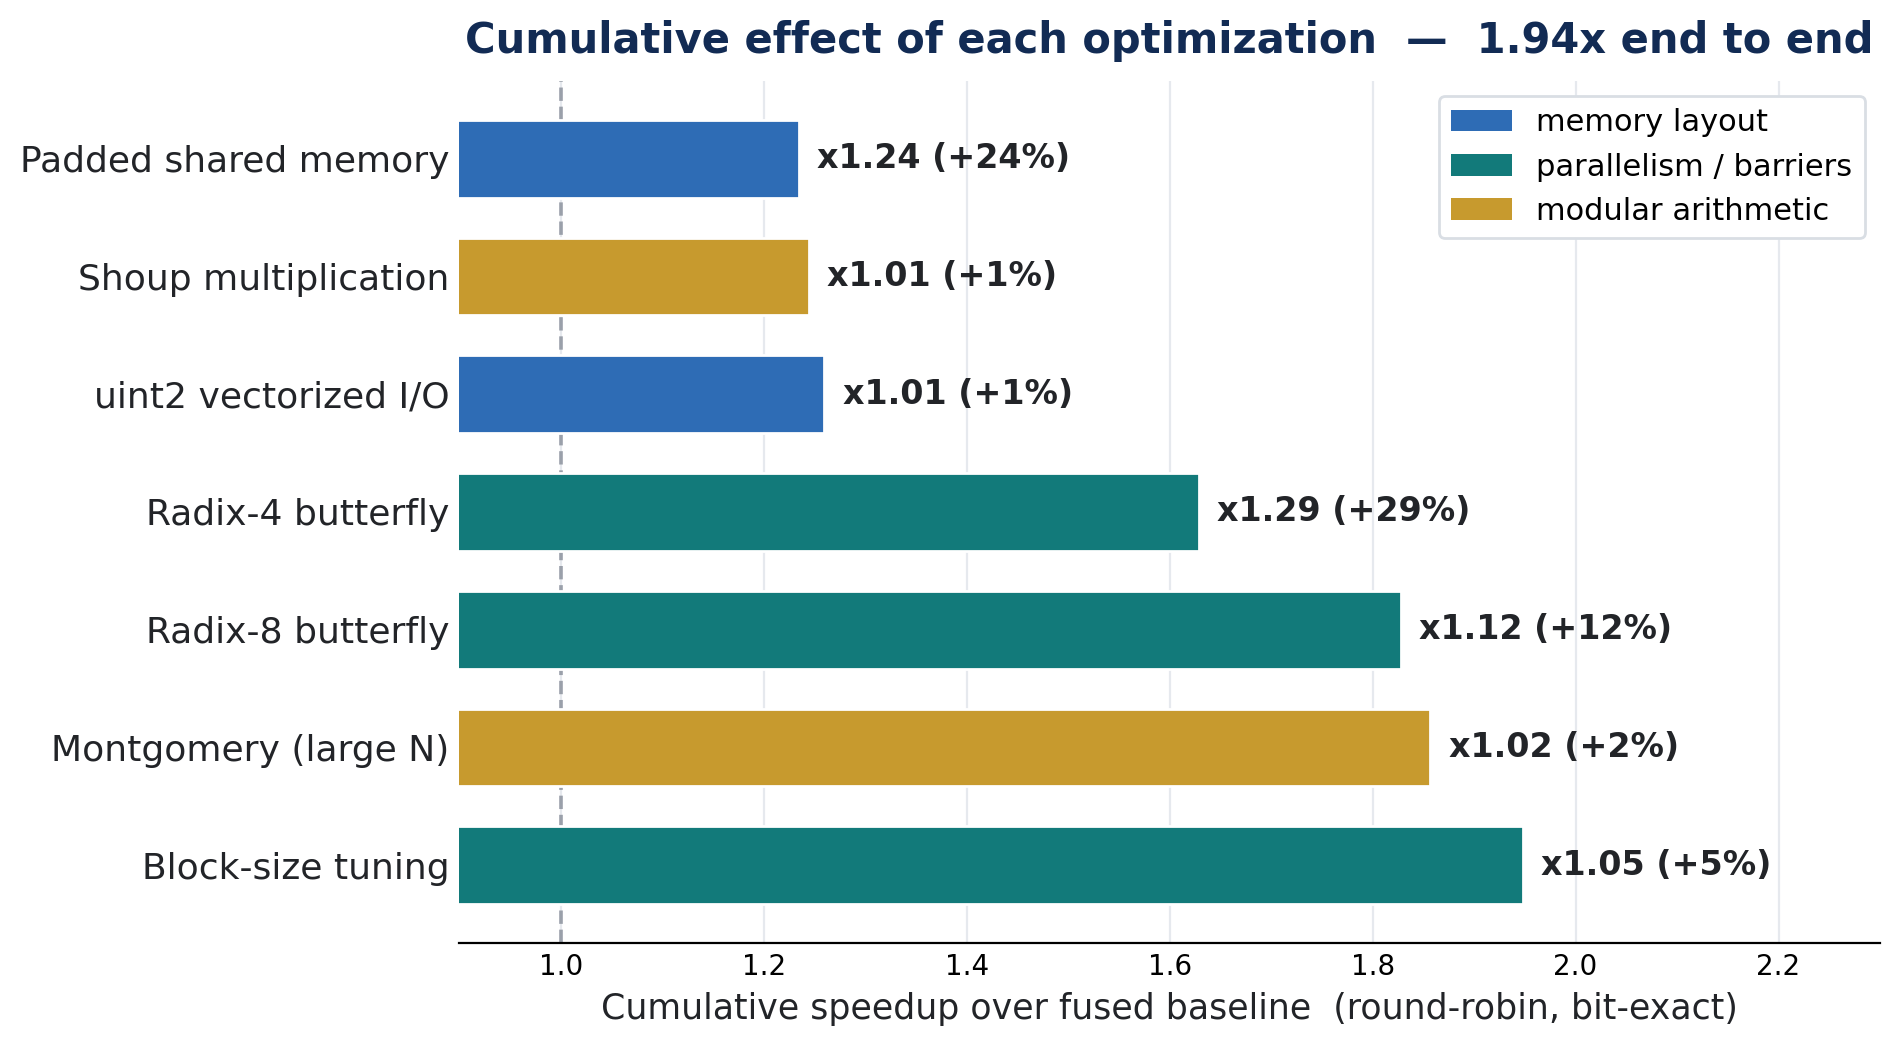 Cumulative effect of each optimization — 1.94x end to end
memory layout
parallelism / barriers
modular arithmetic
Padded shared memory x1.24 (+24%)
Shoup multiplication x1.01 (+1%)
uint2 vectorized I/O x1.01 (+1%)
Radix-4 butterfly x1.29 (+29%)
Radix-8 butterfly x1.12 (+12%)
Montgomery (large N) x1.02 (+2%)
Block-size tuning x1.05 (+5%)
1.0 1.2 1.4 1.6 1.8 2.0 2.2
Cumulative speedup over fused baseline (round-robin, bit-exact)